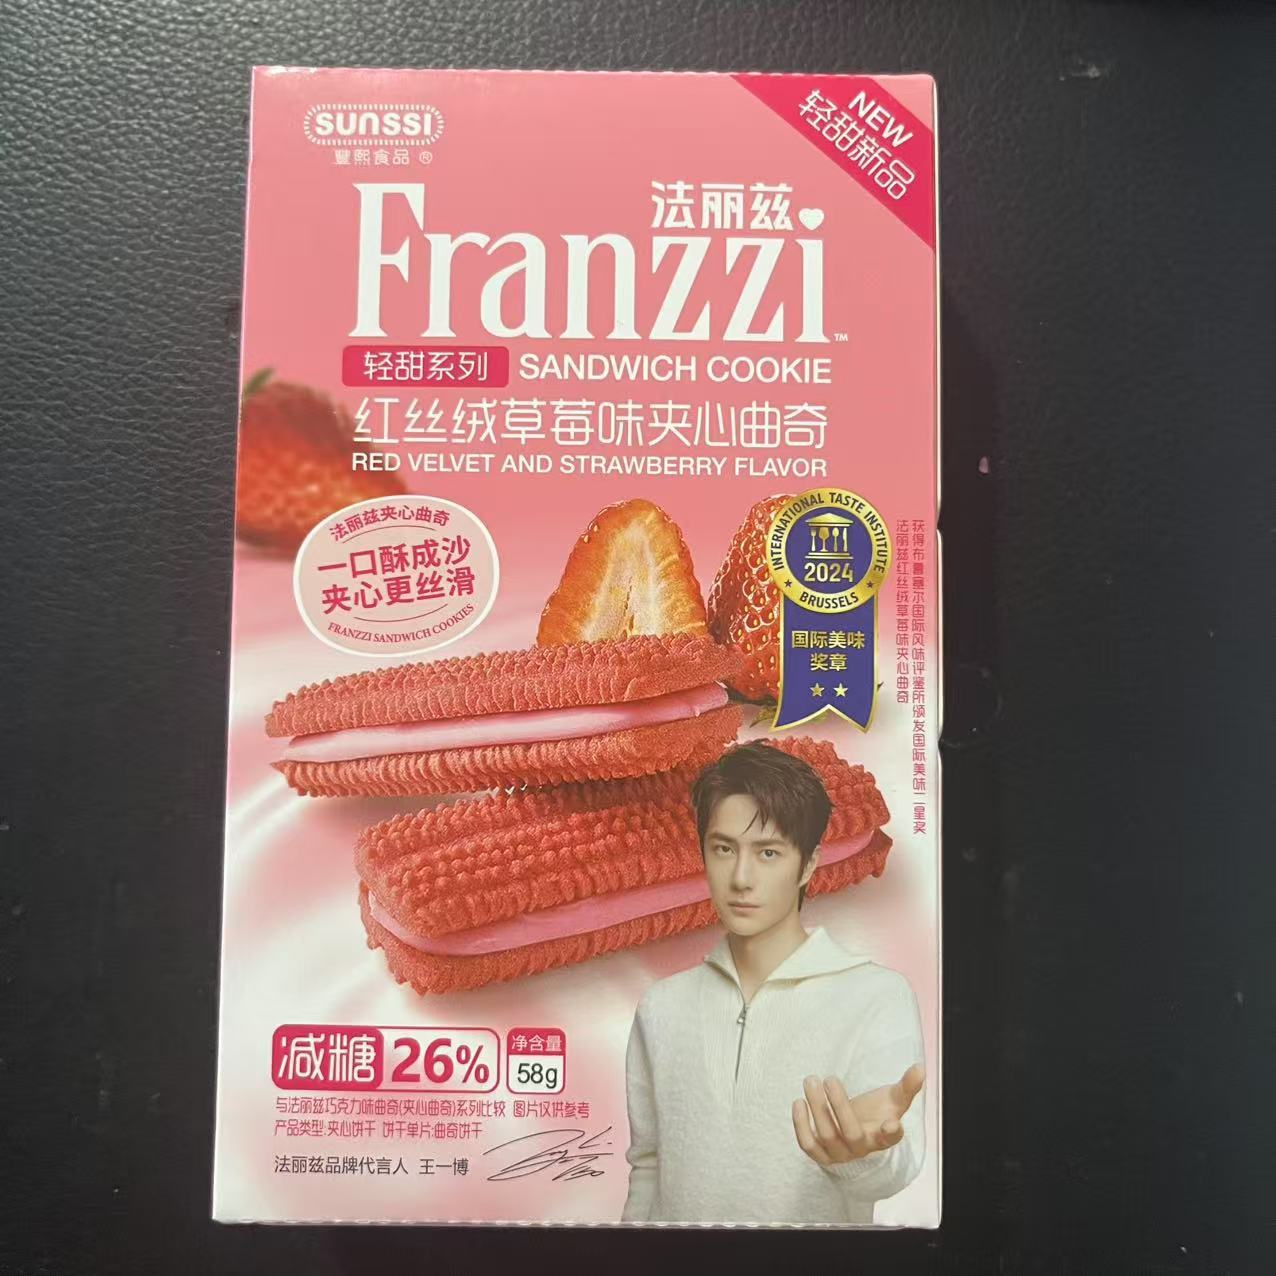 SUNSSI
豐熙食品 ®
NEW
轻甜新品
法丽兹
Franzzi™
轻甜系列 SANDWICH COOKIE
红丝绒草莓味夹心曲奇
RED VELVET AND STRAWBERRY FLAVOR
法丽兹夹心曲奇
一口酥成沙
夹心更丝滑
FRANZZI SANDWICH COOKIES
INTERNATIONAL TASTE INSTITUTE
2024
BRUSSELS
国际美味
奖章
法丽兹红丝绒草莓味夹心曲奇
获得布鲁塞尔国际风味评鉴所颁发国际美味二星奖
减糖 26%
净含量
58g
与法丽兹巧克力味曲奇(夹心曲奇)系列比较 图片仅供参考
产品类型:夹心饼干 饼干单片:曲奇饼干
法丽兹品牌代言人 王一博